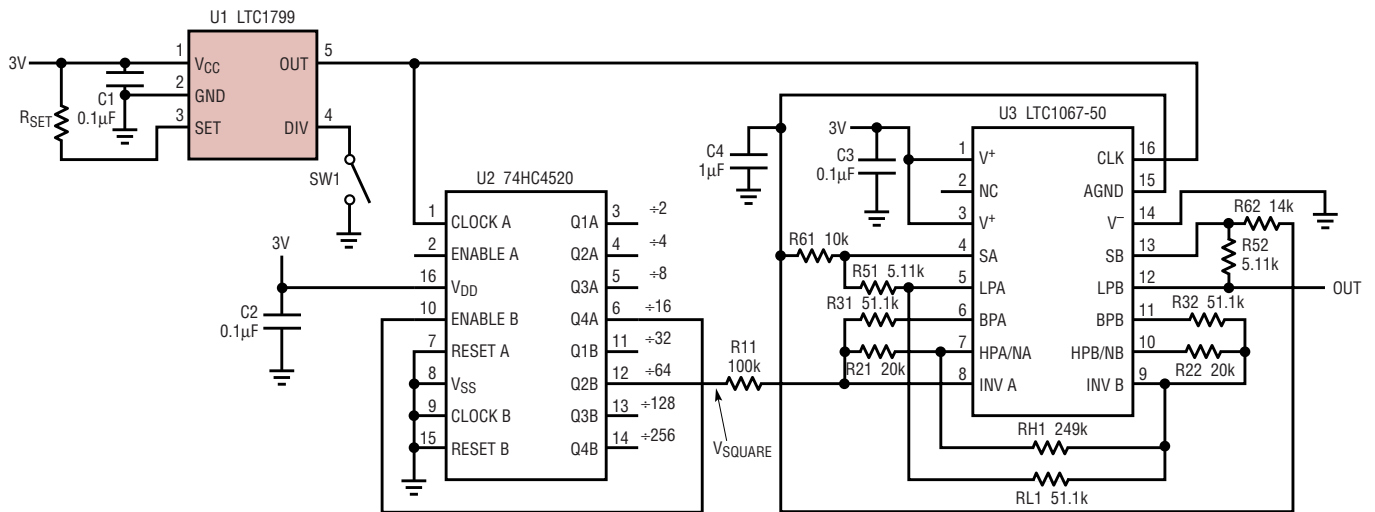 U1 LTC1799
3V
1
VCC
OUT
5
2
GND
C1
0.1µF
RSET
3
SET
DIV
4
SW1
U2 74HC4520
1
CLOCK A
Q1A
3
÷2
2
ENABLE A
Q2A
4
÷4
3V
16
VDD
Q3A
5
÷8
C2
0.1µF
10
ENABLE B
Q4A
6
÷16
7
RESET A
Q1B
11
÷32
8
VSS
Q2B
12
÷64
9
CLOCK B
Q3B
13
÷128
15
RESET B
Q4B
14
÷256
R11
100k
VSQUARE
C4
1µF
3V
C3
0.1µF
U3 LTC1067-50
1
V+
CLK
16
2
NC
AGND
15
3
V+
V–
14
R62 14k
R61 10k
4
SA
SB
13
R52
5.11k
R51 5.11k
5
LPA
LPB
12
OUT
R31 51.1k
6
BPA
BPB
11
R32 51.1k
7
HPA/NA
HPB/NB
10
R21 20k
R22 20k
8
INV A
INV B
9
RH1 249k
RL1 51.1k